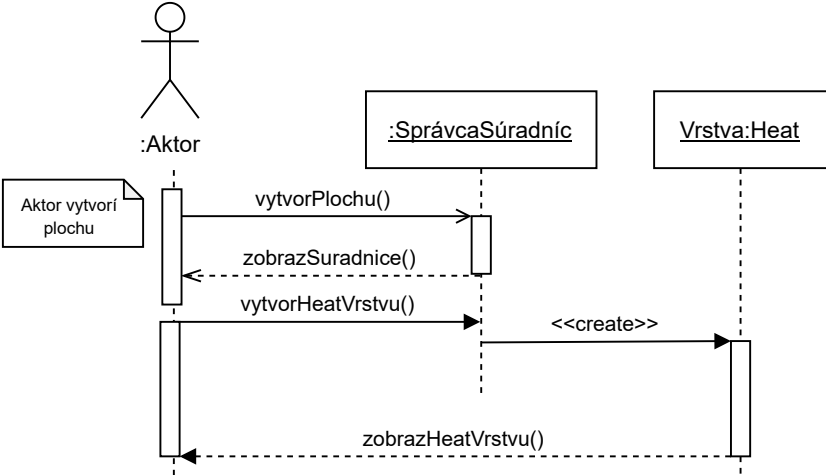 :Aktor
:SprávcaSúradníc
Vrstva:Heat
Aktor vytvorí
plochu
vytvorPlochu()
zobrazSuradnice()
vytvorHeatVrstvu()
<<create>>
zobrazHeatVrstvu()